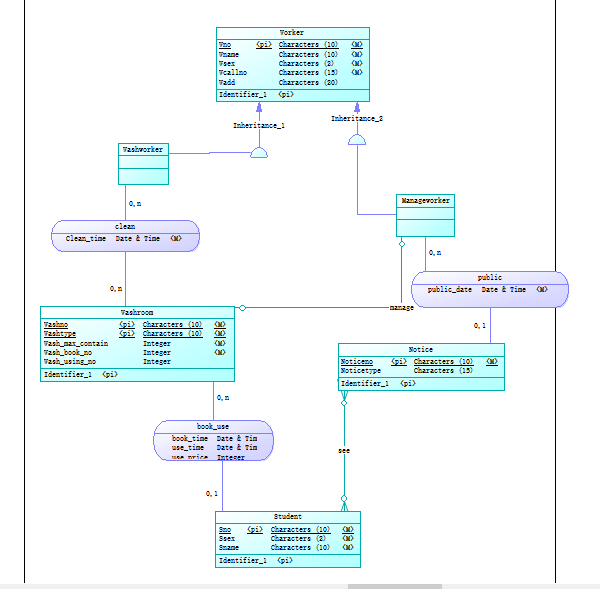 Worker
Wno <pi> Characters (10) <M>
Wname Characters (10) <M>
Wsex Characters (2) <M>
Wcallno Characters (15) <M>
Wadd Characters (20)
Identifier_1 <pi>
Inheritance_1
Inheritance_2
Washworker
Manageworker
0,n
0,n
clean
Clean_time Date & Time <M>
public
public_date Date & Time <M>
0,n
manage
0,1
Washroom
Washno <pi> Characters (10) <M>
Washtype <pi> Characters (10) <M>
Wash_max_contain Integer <M>
Wash_book_no Integer <M>
Wash_using_no Integer
Identifier_1 <pi>
Notice
Noticeno <pi> Characters (10) <M>
Noticetype Characters (15)
Identifier_1 <pi>
0,n
book_use
book_time Date & Tim
use_time Date & Tim
use_price Integer
see
0,1
Student
Sno <pi> Characters (10) <M>
Ssex Characters (2) <M>
Sname Characters (10) <M>
Identifier_1 <pi>